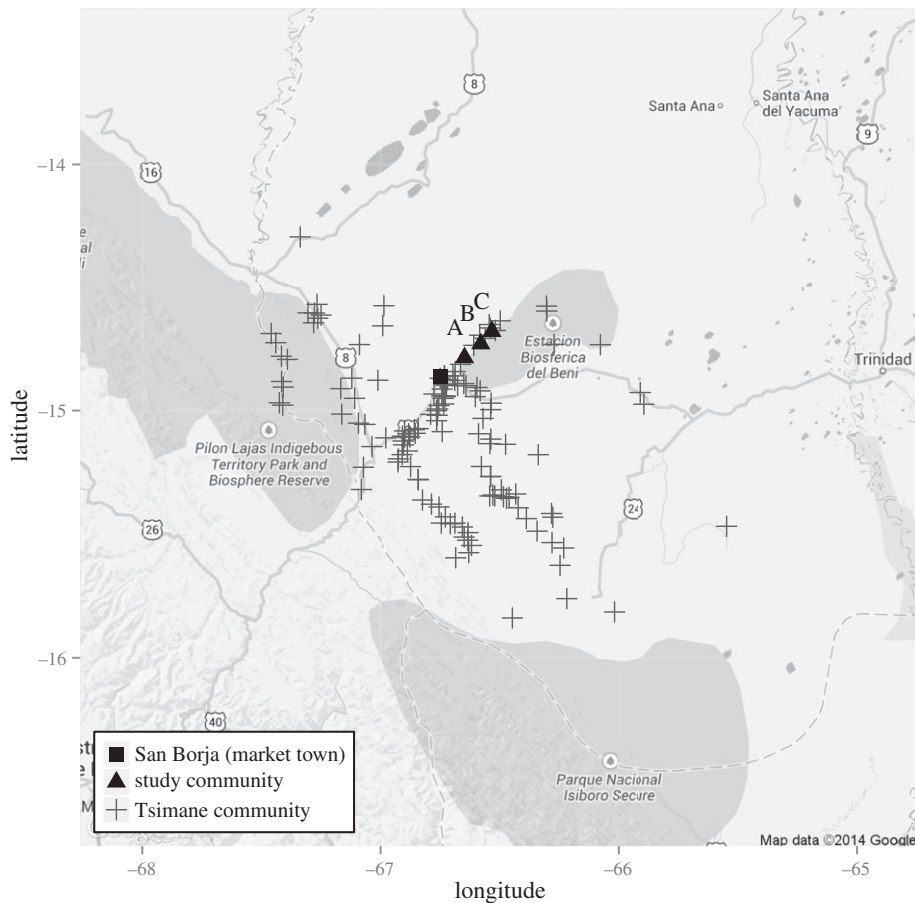 8
Santa Ana
Santa Ana
del Yacuma
9
−14
16
C
B
A
Estacion
Biosferica
del Beni
8
Trinidad
latitude
−15
Pilon Lajas Indigebous
Territory Park and
Biosphere Reserve
24
26
−16
40
San Borja (market town)
study community
Tsimane community
Parque Nacional
Isiboro Secure
Map data ©2014 Google
−68
−67
−66
−65
longitude